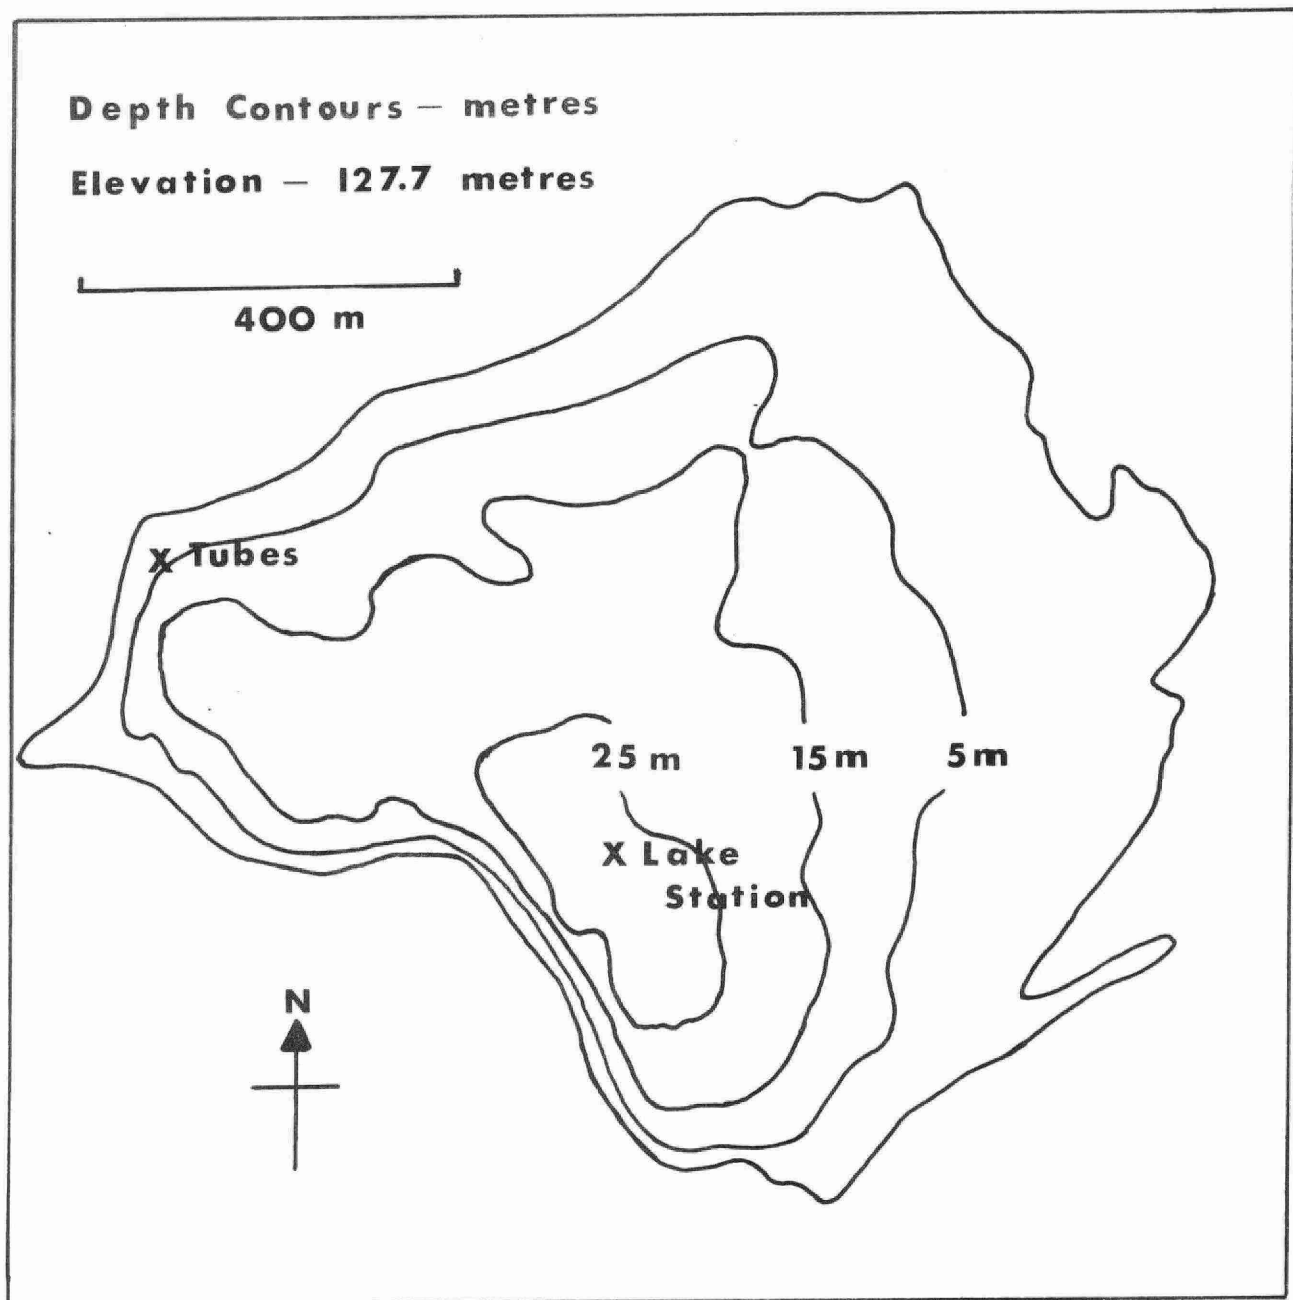 Depth Contours – metres
Elevation – 127.7 metres
400 m
X Tubes
25 m
15 m
5 m
X Lake
Station
N